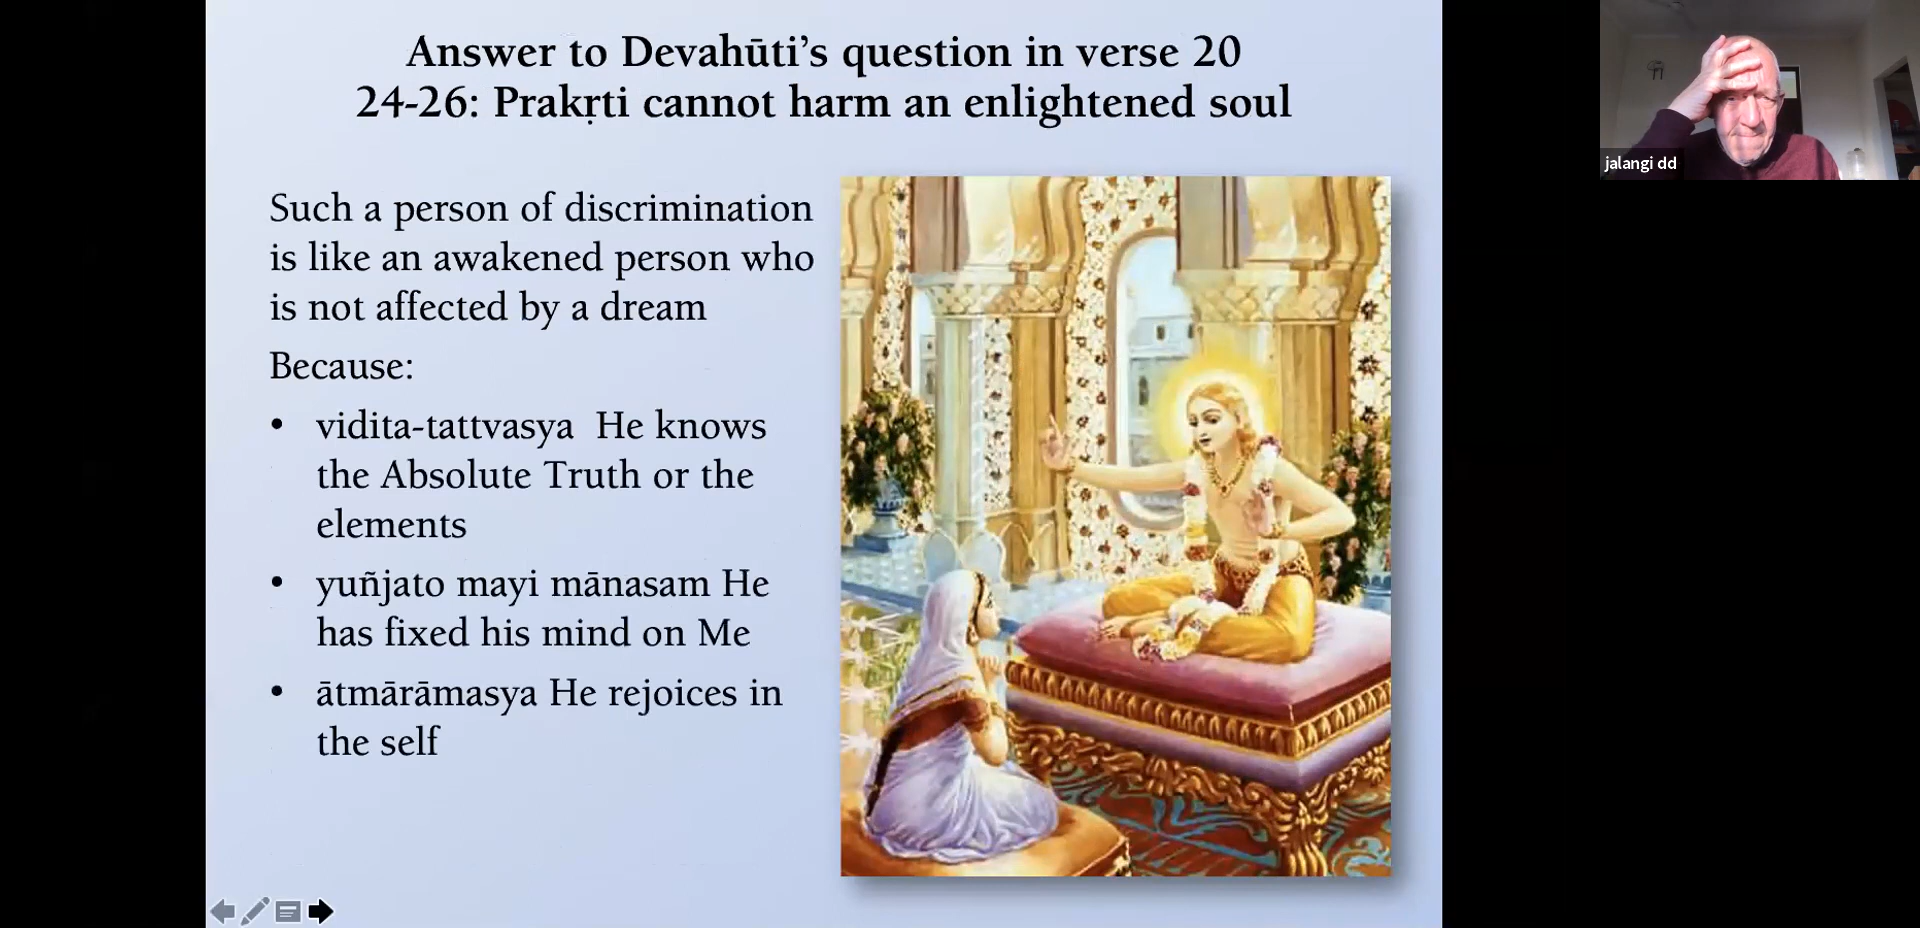 Answer to Devahūti’s question in verse 20
24-26: Prakṛti cannot harm an enlightened soul
Such a person of discrimination
is like an awakened person who
is not affected by a dream
Because:
• vidita-tattvasya He knows
the Absolute Truth or the
elements
• yuñjato mayi mānasam He
has fixed his mind on Me
• ātmārāmasya He rejoices in
the self
jalangi dd